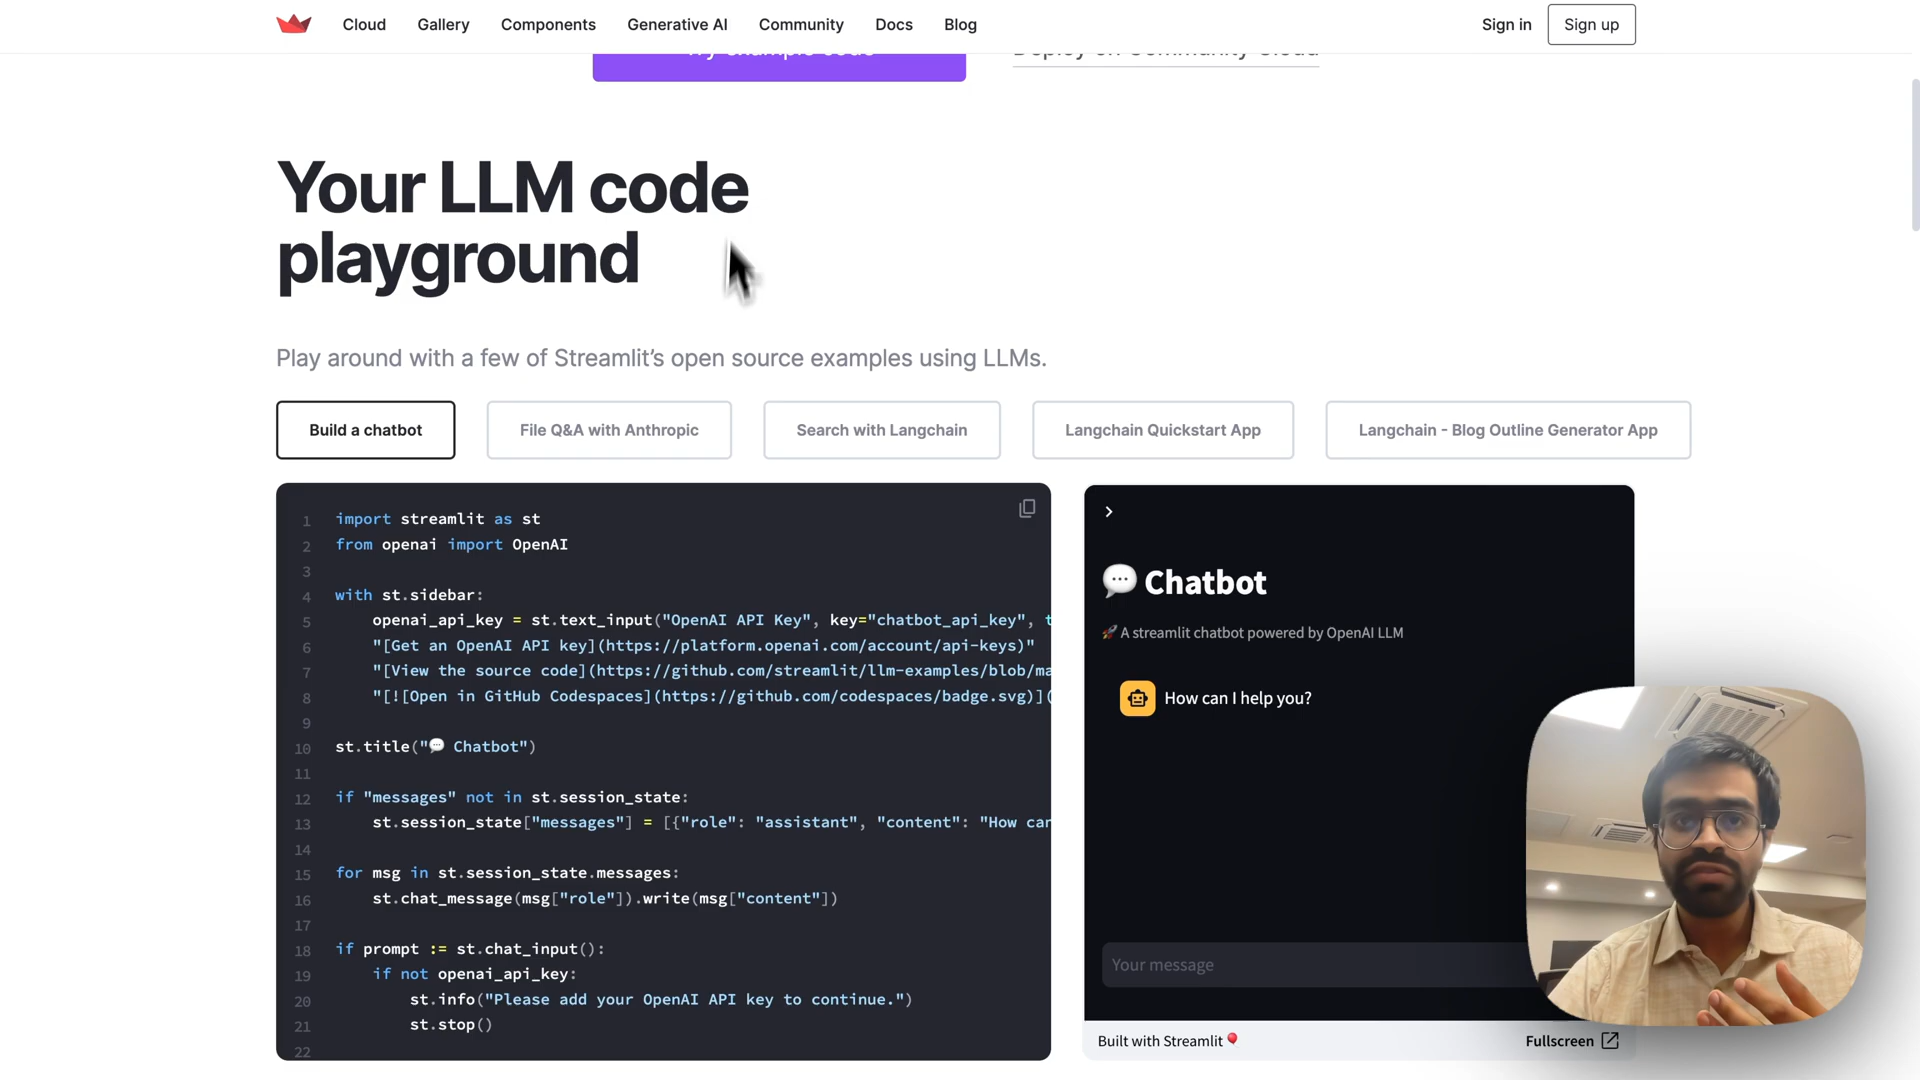 Cloud Gallery Components Generative AI Community Docs Blog Sign in Sign up
Try example code Deploy on Community Cloud
Your LLM code
playground
Play around with a few of Streamlit's open source examples using LLMs.
Build a chatbot File Q&A with Anthropic Search with Langchain Langchain Quickstart App Langchain - Blog Outline Generator App
1 import streamlit as st
2 from openai import OpenAI
3
4 with st.sidebar:
5 openai_api_key = st.text_input("OpenAI API Key", key="chatbot_api_key", t
6 "[Get an OpenAI API key](https://platform.openai.com/account/api-keys)"
7 "[View the source code](https://github.com/streamlit/llm-examples/blob/ma
8 "[![Open in GitHub Codespaces](https://github.com/codespaces/badge.svg)](
9
10 st.title("💬 Chatbot")
11
12 if "messages" not in st.session_state:
13 st.session_state["messages"] = [{"role": "assistant", "content": "How can
14
15 for msg in st.session_state.messages:
16 st.chat_message(msg["role"]).write(msg["content"])
17
18 if prompt := st.chat_input():
19 if not openai_api_key:
20 st.info("Please add your OpenAI API key to continue.")
21 st.stop()
22
💬 Chatbot
🚀 A streamlit chatbot powered by OpenAI LLM
How can I help you?
Your message
Built with Streamlit🎈 Fullscreen